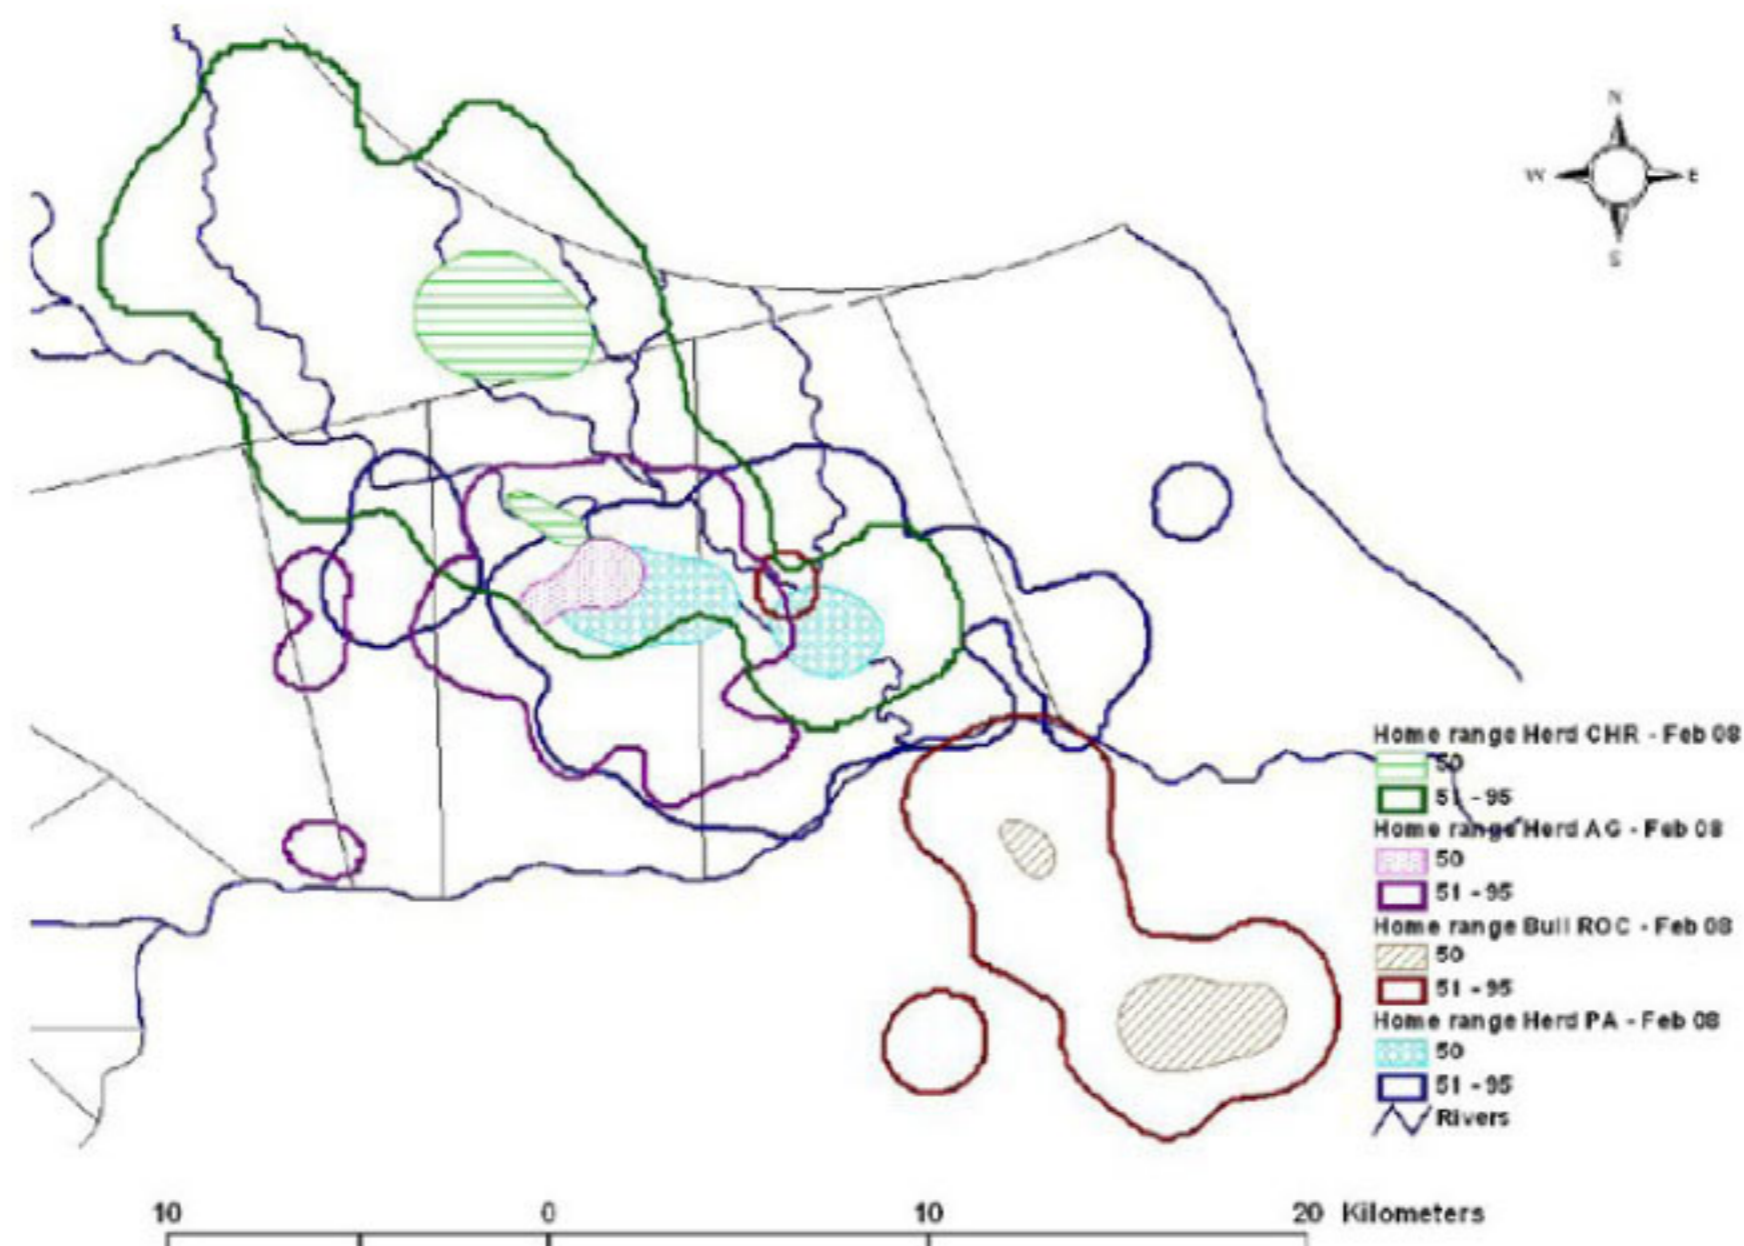 N
W E
S
Home range Herd CHR - Feb 08
50
51 - 95
Home range Herd AG - Feb 08
50
51 - 95
Home range Bull ROC - Feb 08
50
51 - 95
Home range Herd PA - Feb 08
50
51 - 95
Rivers
10 0 10 20 Kilometers